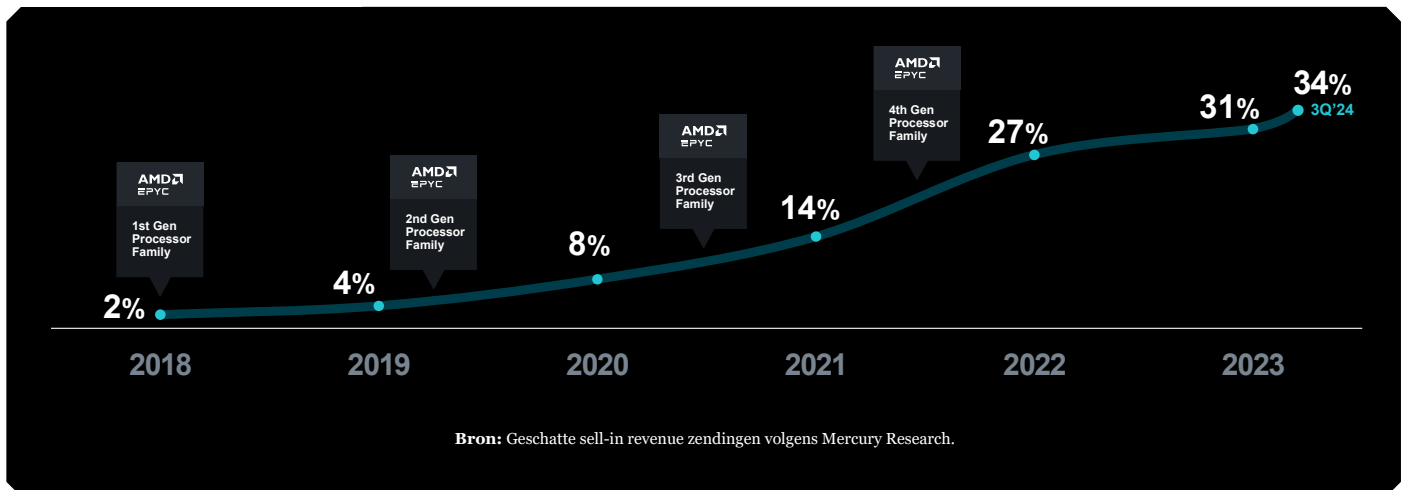 AMD
EPYC
1st Gen
Processor
Family
AMD
EPYC
2nd Gen
Processor
Family
AMD
EPYC
3rd Gen
Processor
Family
AMD
EPYC
4th Gen
Processor
Family
2%
4%
8%
14%
27%
31%
34%
3Q’24
2018
2019
2020
2021
2022
2023
Bron: Geschatte sell-in revenue zendingen volgens Mercury Research.